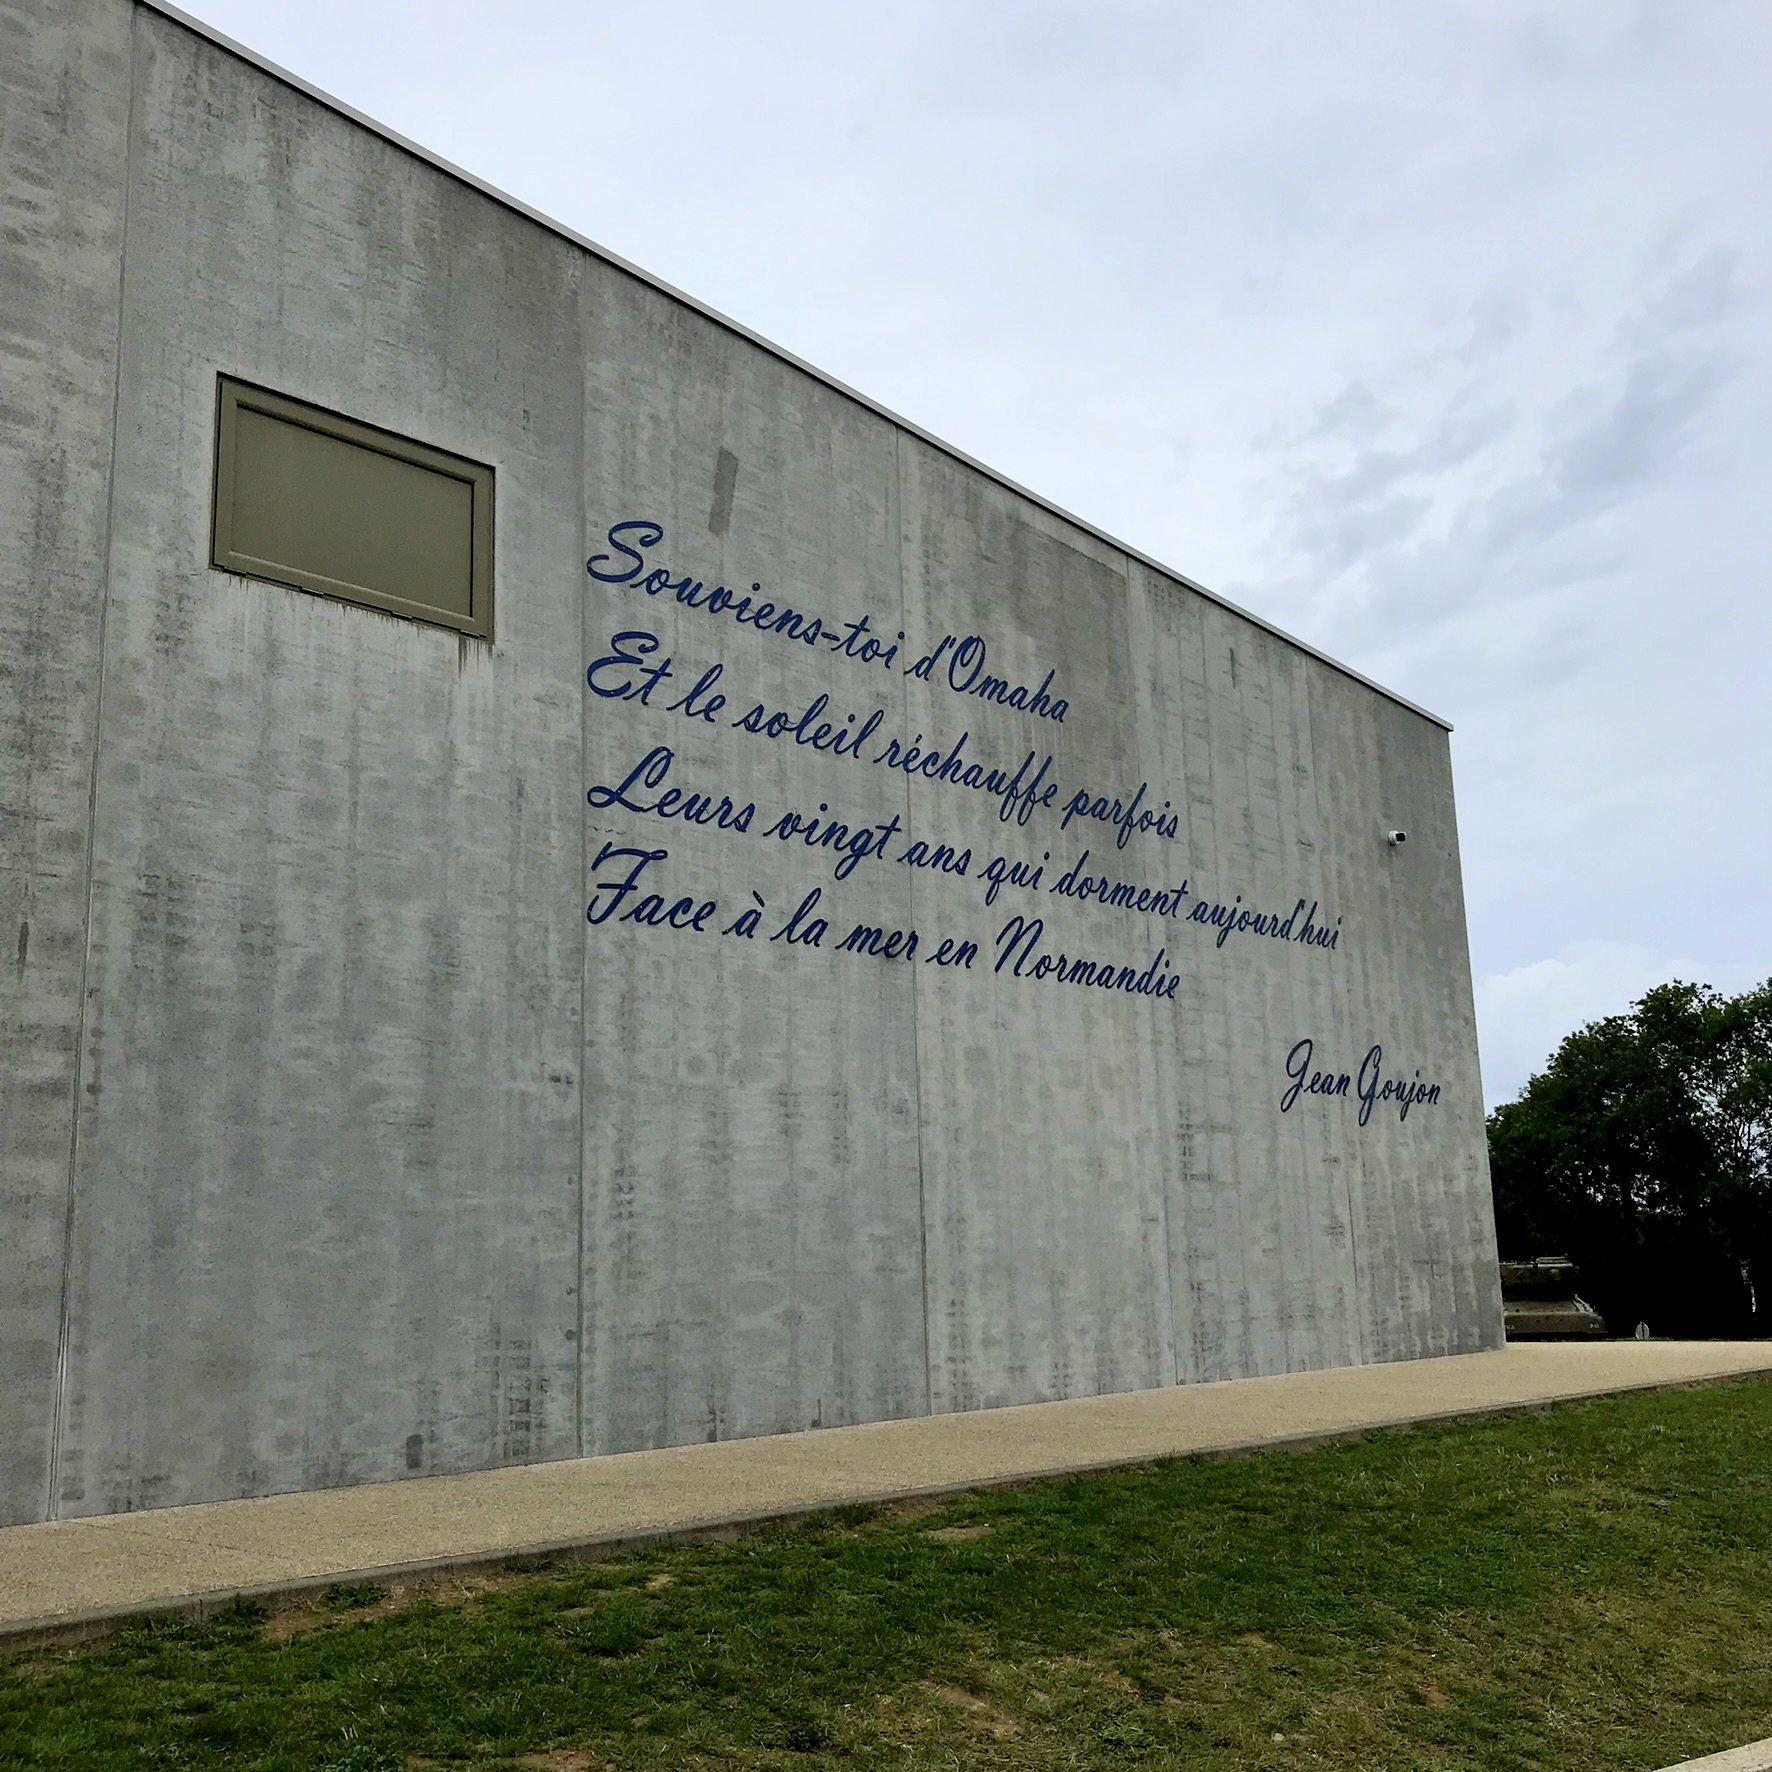 Souviens-toi d'Omaha
Et le soleil réchauffe parfois
Leurs vingt ans qui dorment aujourd'hui
Face à la mer en Normandie
Jean Goujon